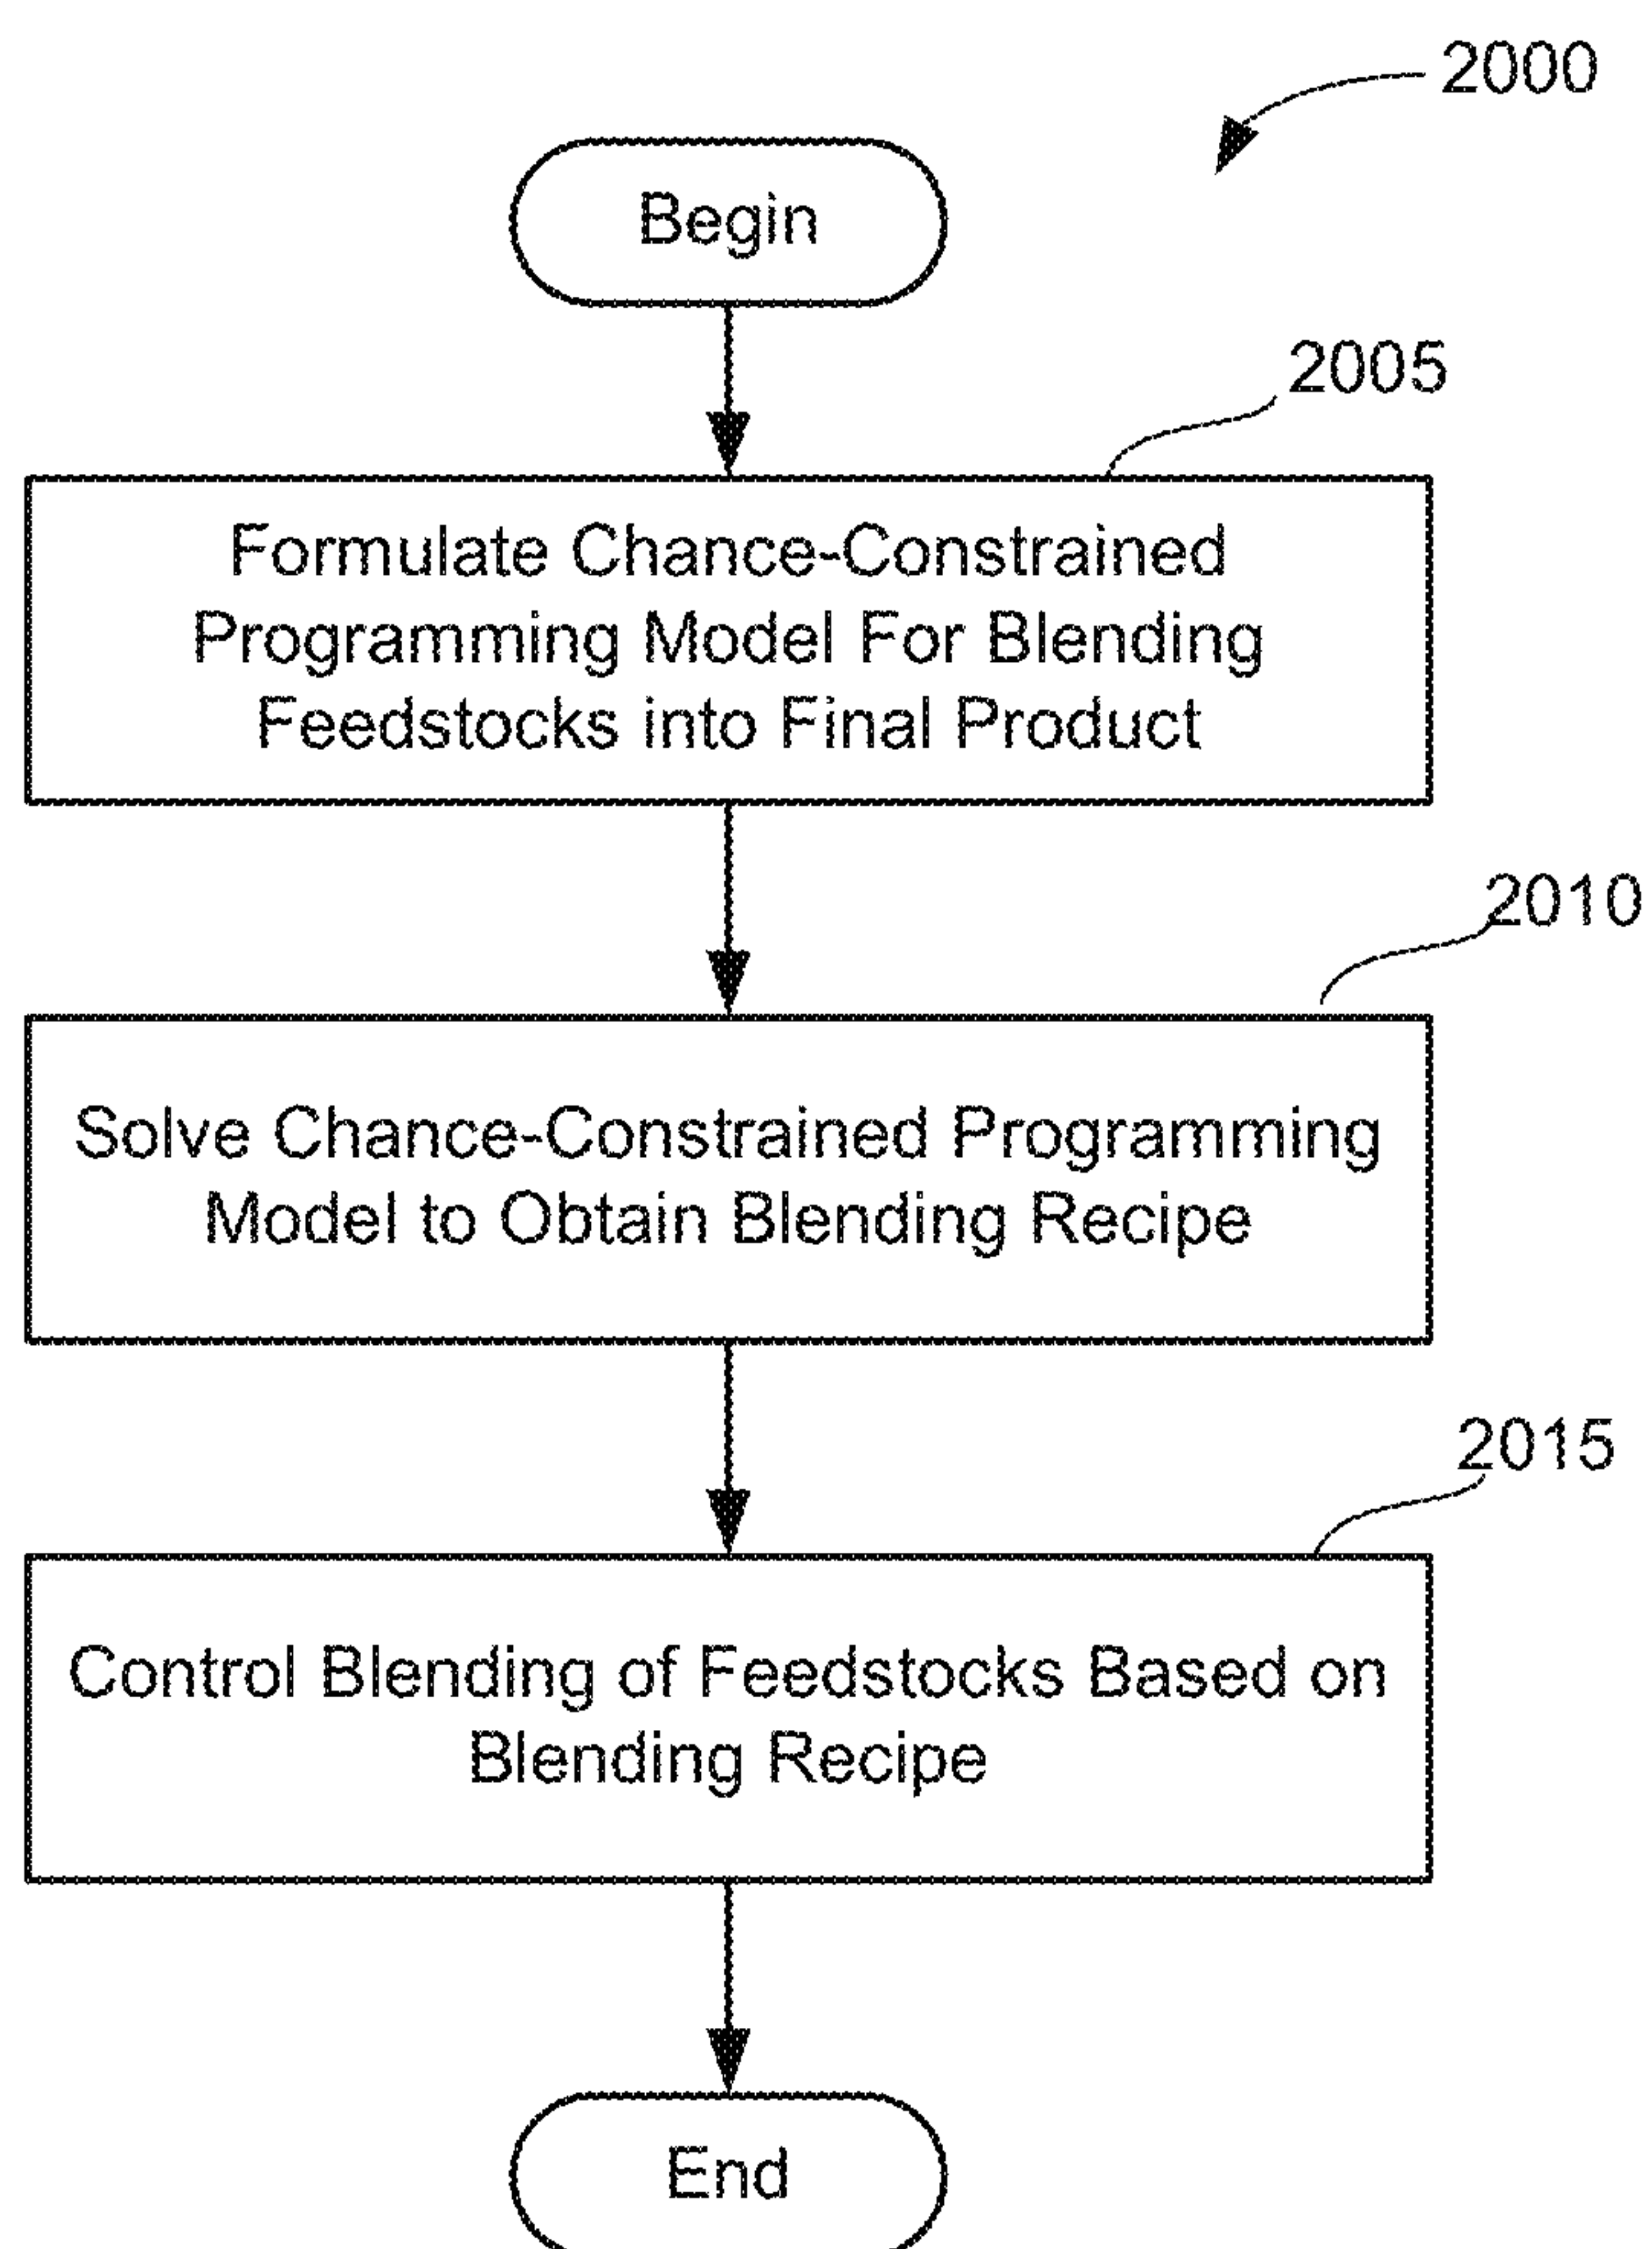 2000
Begin
2005
Formulate Chance-Constrained
Programming Model For Blending
Feedstocks into Final Product
2010
Solve Chance-Constrained Programming
Model to Obtain Blending Recipe
2015
Control Blending of Feedstocks Based on
Blending Recipe
End